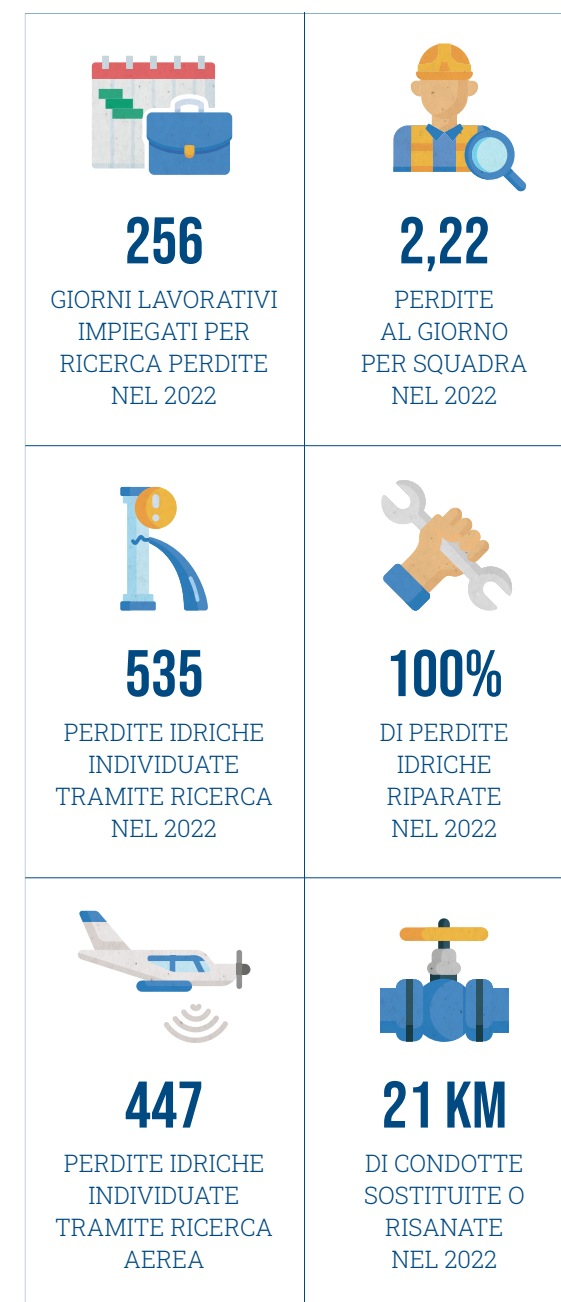 256
GIORNI LAVORATIVI
IMPIEGATI PER
RICERCA PERDITE
NEL 2022
2,22
PERDITE
AL GIORNO
PER SQUADRA
NEL 2022
535
PERDITE IDRICHE
INDIVIDUATE
TRAMITE RICERCA
NEL 2022
100%
DI PERDITE
IDRICHE
RIPARATE
NEL 2022
447
PERDITE IDRICHE
INDIVIDUATE
TRAMITE RICERCA
AEREA
21 KM
DI CONDOTTE
SOSTITUITE O
RISANATE
NEL 2022